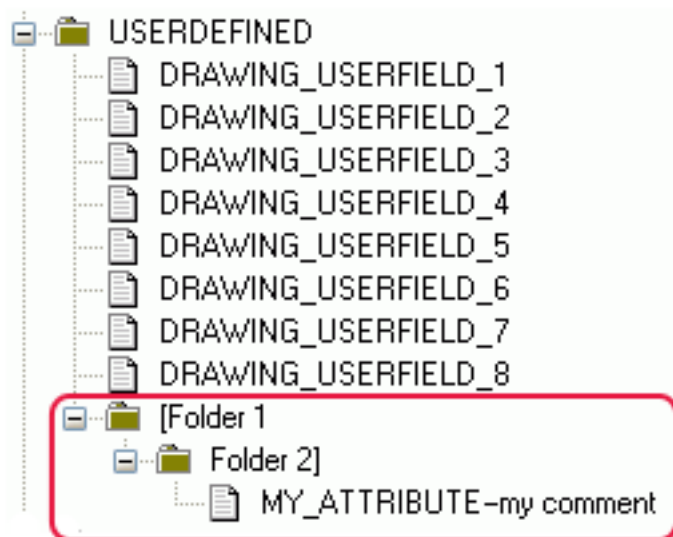 USERDEFINED
DRAWING_USERFIELD_1
DRAWING_USERFIELD_2
DRAWING_USERFIELD_3
DRAWING_USERFIELD_4
DRAWING_USERFIELD_5
DRAWING_USERFIELD_6
DRAWING_USERFIELD_7
DRAWING_USERFIELD_8
[Folder 1
Folder 2]
MY_ATTRIBUTE-my comment